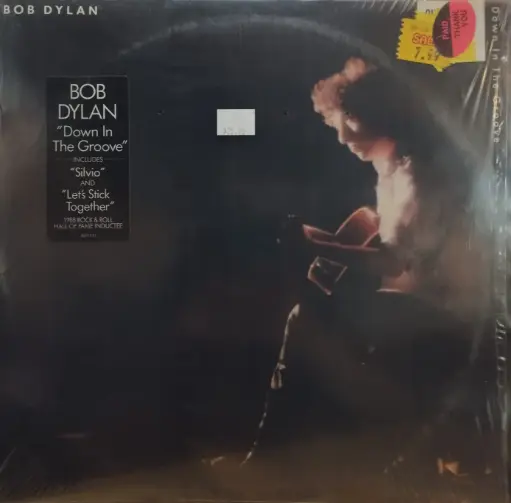 BOB DYLAN
Down In The Groove
PAID
THANK
YOU
BOB
DYLAN
"Down In
The Groove"
INCLUDES
"Silvio"
AND
"Let's Stick
Together"
1988 ROCK & ROLL
HALL OF FAME INDUCTEE